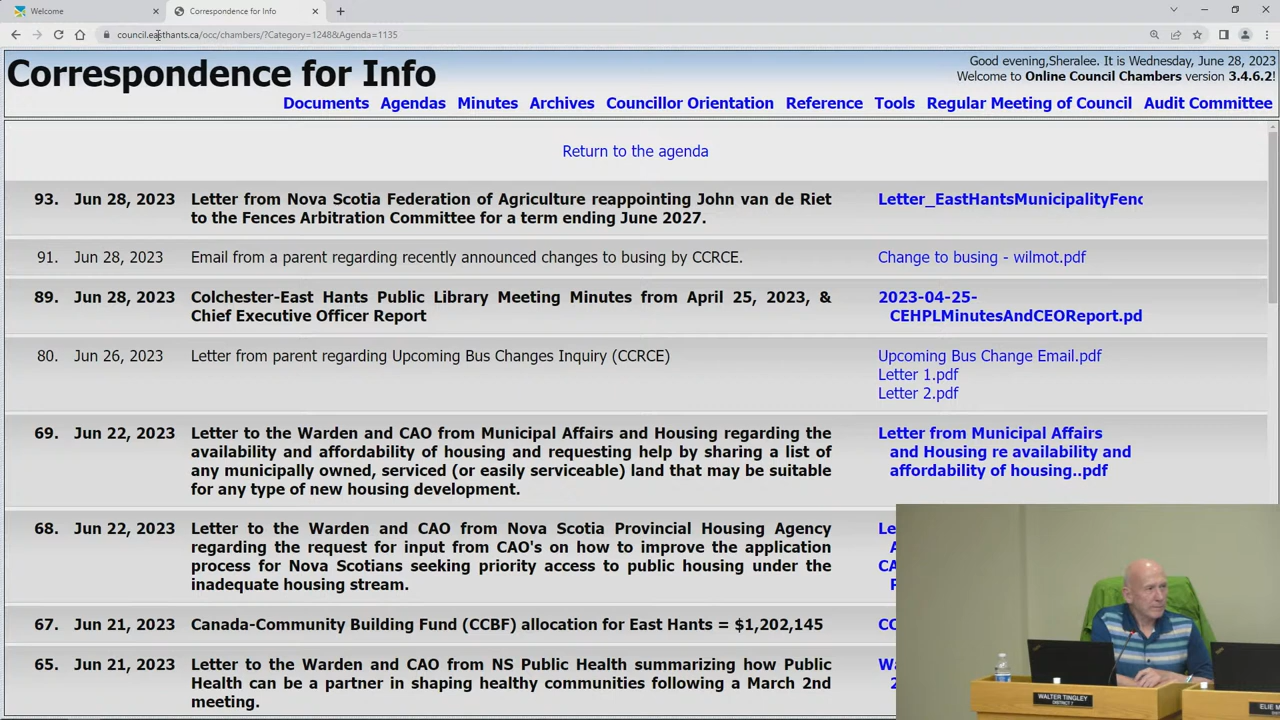 Welcome
Correspondence for Info
council.easthants.ca/occ/chambers/?Category=1248&Agenda=1135
Correspondence for Info
Good evening,Sheralee. It is Wednesday, June 28, 2023
Welcome to Online Council Chambers version 3.4.6.2!
Documents Agendas Minutes Archives Councillor Orientation Reference Tools Regular Meeting of Council Audit Committee
Return to the agenda
93. Jun 28, 2023 Letter from Nova Scotia Federation of Agriculture reappointing John van de Riet Letter_EastHantsMunicipalityFenc
to the Fences Arbitration Committee for a term ending June 2027.
91. Jun 28, 2023 Email from a parent regarding recently announced changes to busing by CCRCE. Change to busing - wilmot.pdf
89. Jun 28, 2023 Colchester-East Hants Public Library Meeting Minutes from April 25, 2023, & 2023-04-25-
Chief Executive Officer Report CEHPLMinutesAndCEOReport.pd
80. Jun 26, 2023 Letter from parent regarding Upcoming Bus Changes Inquiry (CCRCE) Upcoming Bus Change Email.pdf
Letter 1.pdf
Letter 2.pdf
69. Jun 22, 2023 Letter to the Warden and CAO from Municipal Affairs and Housing regarding the Letter from Municipal Affairs
availability and affordability of housing and requesting help by sharing a list of and Housing re availability and
any municipally owned, serviced (or easily serviceable) land that may be suitable affordability of housing..pdf
for any type of new housing development.
68. Jun 22, 2023 Letter to the Warden and CAO from Nova Scotia Provincial Housing Agency Le
regarding the request for input from CAO's on how to improve the application A
process for Nova Scotians seeking priority access to public housing under the CA
inadequate housing stream.
67. Jun 21, 2023 Canada-Community Building Fund (CCBF) allocation for East Hants = $1,202,145 CC
65. Jun 21, 2023 Letter to the Warden and CAO from NS Public Health summarizing how Public Wa
Health can be a partner in shaping healthy communities following a March 2nd 2
meeting.
WALTER TINGLEY
DISTRICT 7
ELIE M